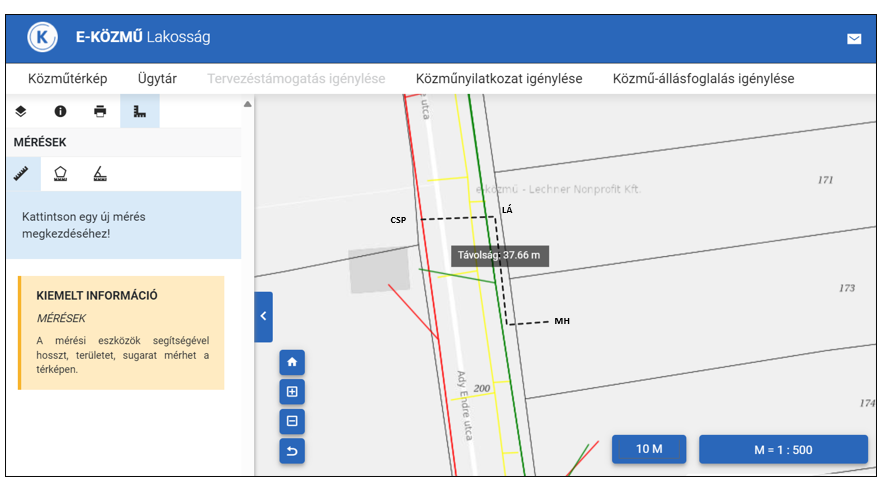 E-KÖZMŰ Lakosság
Közműtérkép
Ügytár
Tervezéstámogatás igénylése
Közműnyilatkozat igénylése
Közmű-állásfoglalás igénylése
MÉRÉSEK
Kattintson egy új mérés
megkezdéséhez!
KIEMELT INFORMÁCIÓ
MÉRÉSEK
A mérési eszközök segítségével
hosszt, területet, sugarat mérhet a
térképen.
e utca
171
e-közmű - Lechner Nonprofit Kft.
LÁ
CSP
Távolság: 37.66 m
173
MH
Ady Endre utca
200
174
10 M
M = 1 : 500